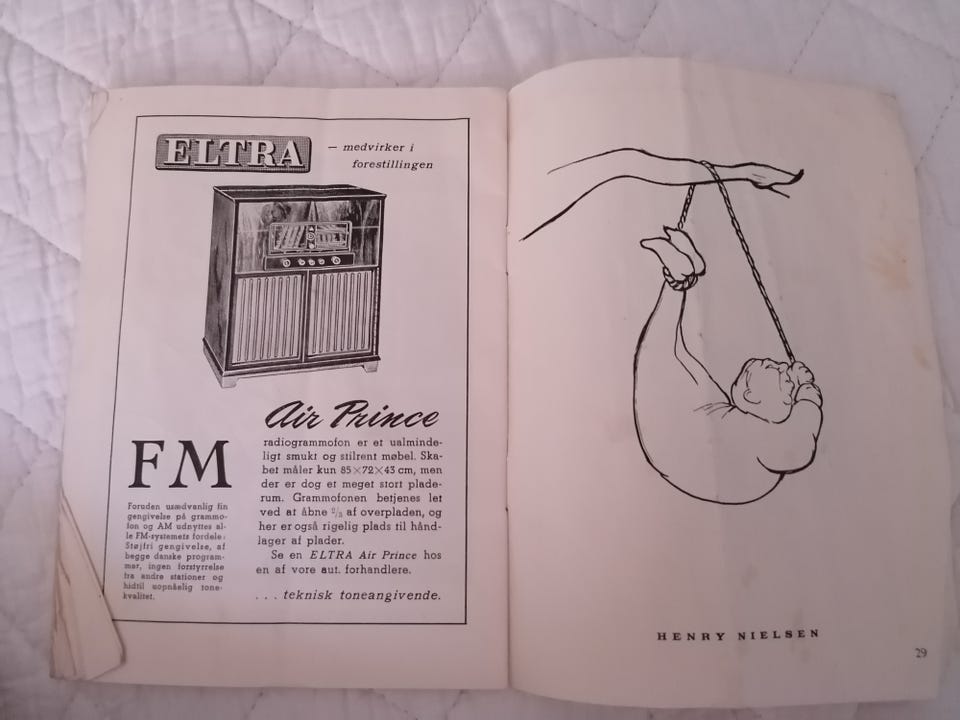 ELTRA
— medvirker i
forestillingen
Air Prince
FM
radiogrammofon er et ualminde-
ligt smukt og stilrent møbel. Ska-
bet måler kun 85×72×43 cm, men
der er dog et meget stort plade-
rum. Grammofonen betjenes let
ved at åbne ²/₃ af overpladen, og
her er også rigelig plads til hånd-
lager af plader.
Se en ELTRA Air Prince hos
en af vore aut. forhandlere.
. . . teknisk toneangivende.
Foruden usædvanlig fin
gengivelse på grammo-
fon og AM udnyttes al-
le FM-systemets fordele:
Støjfri gengivelse, af
begge danske program-
mer, ingen forstyrrelse
fra andre stationer og
hidtil uopnåelig tone-
kvalitet.
HENRY NIELSEN
29